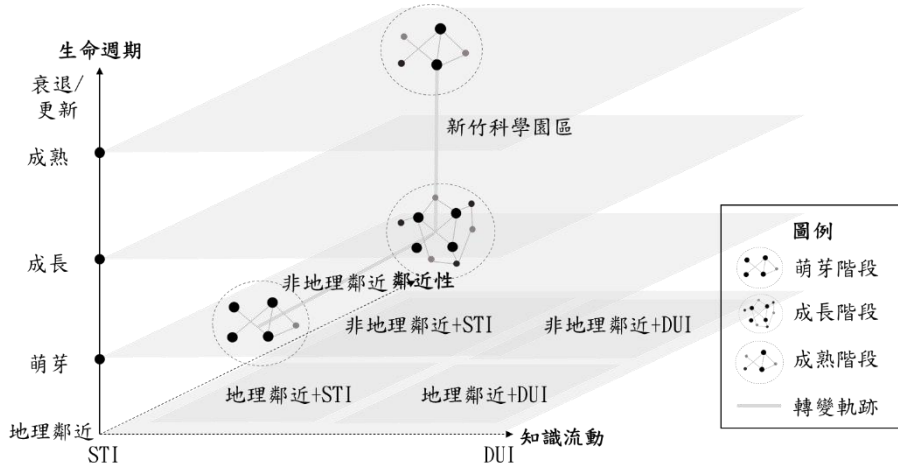 生命週期
衰退/
更新
成熟
成長
萌芽
地理鄰近
STI
DUI
知識流動
新竹科學園區
非地理鄰近
鄰近性
非地理鄰近+STI
非地理鄰近+DUI
地理鄰近+STI
地理鄰近+DUI
圖例
萌芽階段
成長階段
成熟階段
轉變軌跡